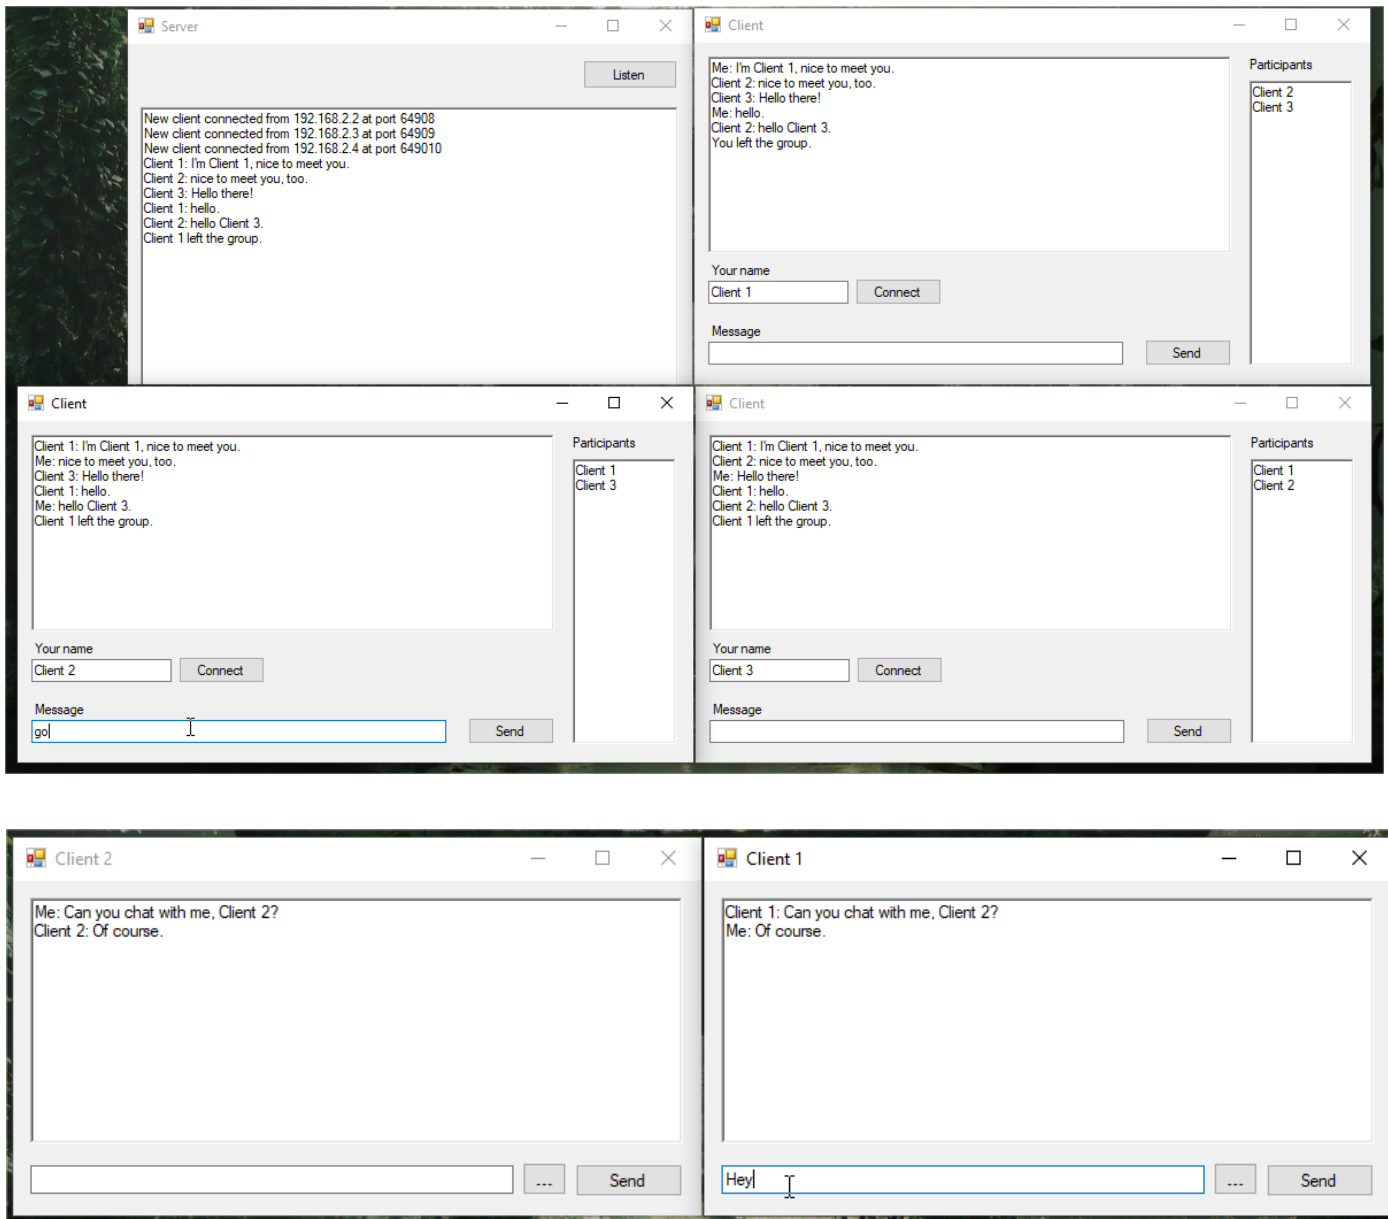 Server
Listen
New client connected from 192.168.2.2 at port 64908
New client connected from 192.168.2.3 at port 64909
New client connected from 192.168.2.4 at port 649010
Client 1: I'm Client 1, nice to meet you.
Client 2: nice to meet you, too.
Client 3: Hello there!
Client 1: hello.
Client 2: hello Client 3.
Client 1 left the group.
Client
Me: I'm Client 1, nice to meet you.
Client 2: nice to meet you, too.
Client 3: Hello there!
Me: hello.
Client 2: hello Client 3.
You left the group.
Participants
Client 2
Client 3
Your name
Client 1
Connect
Message
Send
Client
Client 1: I'm Client 1, nice to meet you.
Me: nice to meet you, too.
Client 3: Hello there!
Client 1: hello.
Me: hello Client 3.
Client 1 left the group.
Participants
Client 1
Client 3
Your name
Client 2
Connect
Message
go
Send
Client
Client 1: I'm Client 1, nice to meet you.
Client 2: nice to meet you, too.
Me: Hello there!
Client 1: hello.
Client 2: hello Client 3.
Client 1 left the group.
Participants
Client 1
Client 2
Your name
Client 3
Connect
Message
Send
Client 2
Me: Can you chat with me, Client 2?
Client 2: Of course.
...
Send
Client 1
Client 1: Can you chat with me, Client 2?
Me: Of course.
Hey
...
Send